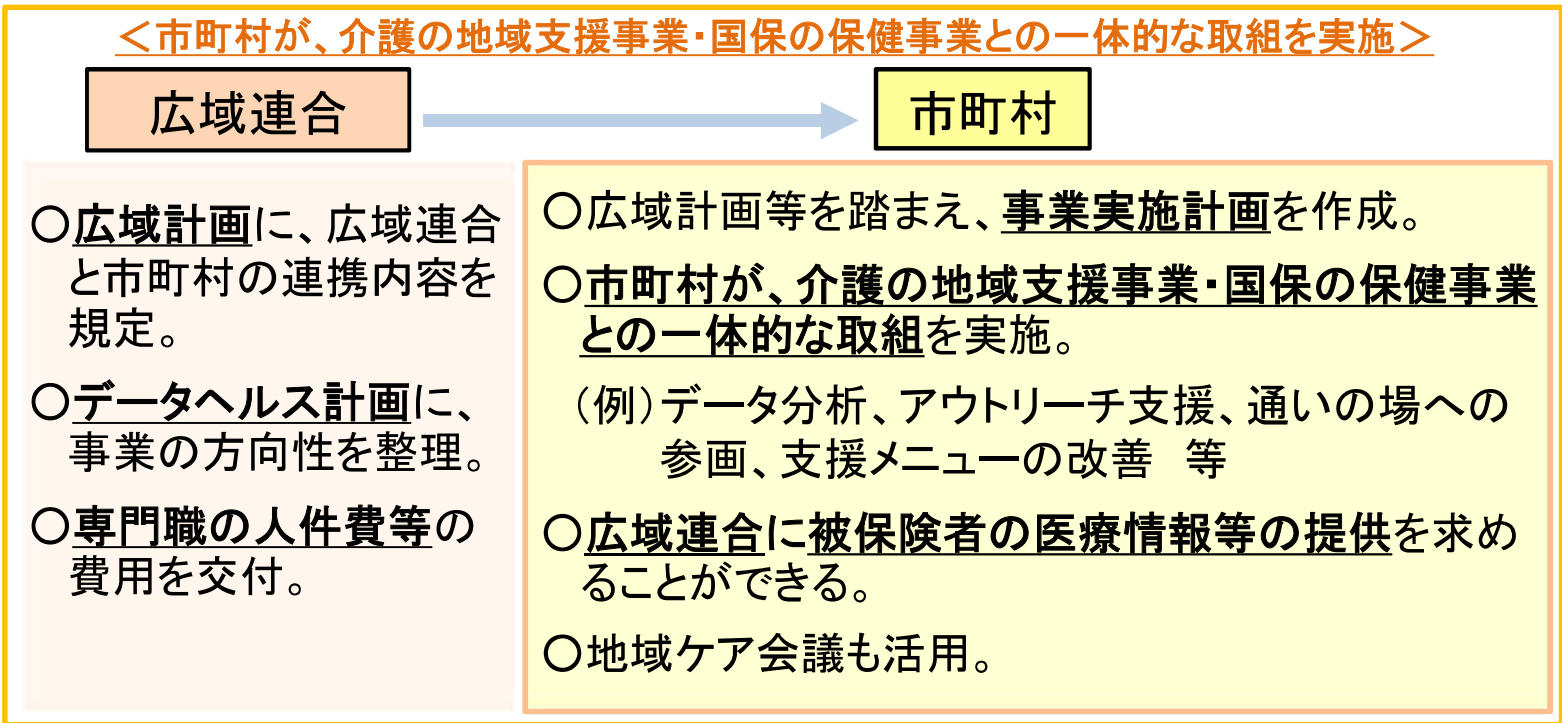 ＜市町村が、介護の地域支援事業・国保の保健事業との一体的な取組を実施＞
広域連合
市町村
○広域計画に、広域連合
と市町村の連携内容を
規定。
○データヘルス計画に、
事業の方向性を整理。
○専門職の人件費等の
費用を交付。
○広域計画等を踏まえ、事業実施計画を作成。
○市町村が、介護の地域支援事業・国保の保健事業
との一体的な取組を実施。
（例）データ分析、アウトリーチ支援、通いの場への
参画、支援メニューの改善　等
○広域連合に被保険者の医療情報等の提供を求め
ることができる。
○地域ケア会議も活用。